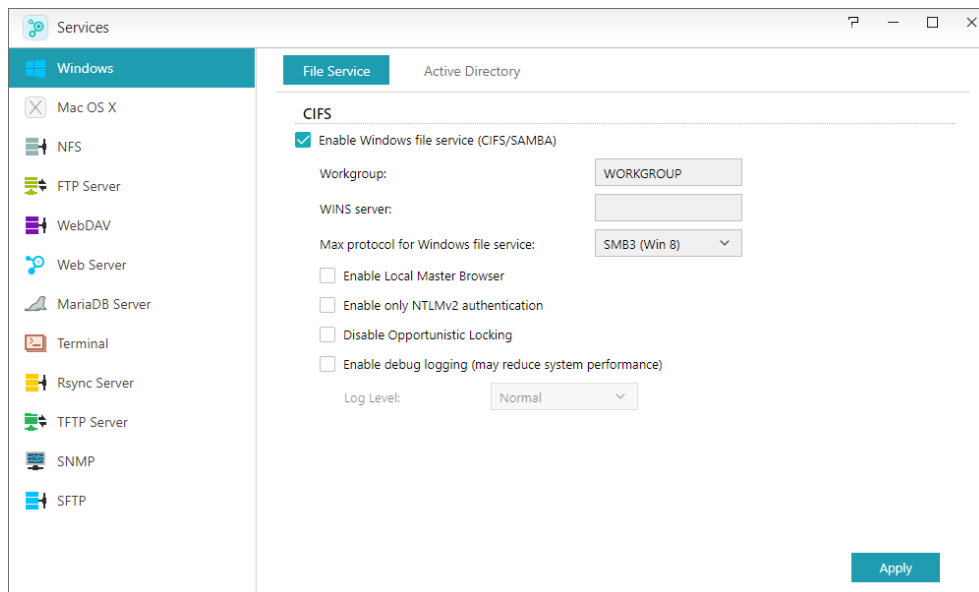 Services
Windows
Mac OS X
NFS
FTP Server
WebDAV
Web Server
MariaDB Server
Terminal
Rsync Server
TFTP Server
SNMP
SFTP
File Service Active Directory
CIFS
Enable Windows file service (CIFS/SAMBA)
Workgroup: WORKGROUP
WINS server:
Max protocol for Windows file service: SMB3 (Win 8)
Enable Local Master Browser
Enable only NTLMv2 authentication
Disable Opportunistic Locking
Enable debug logging (may reduce system performance)
Log Level: Normal
Apply